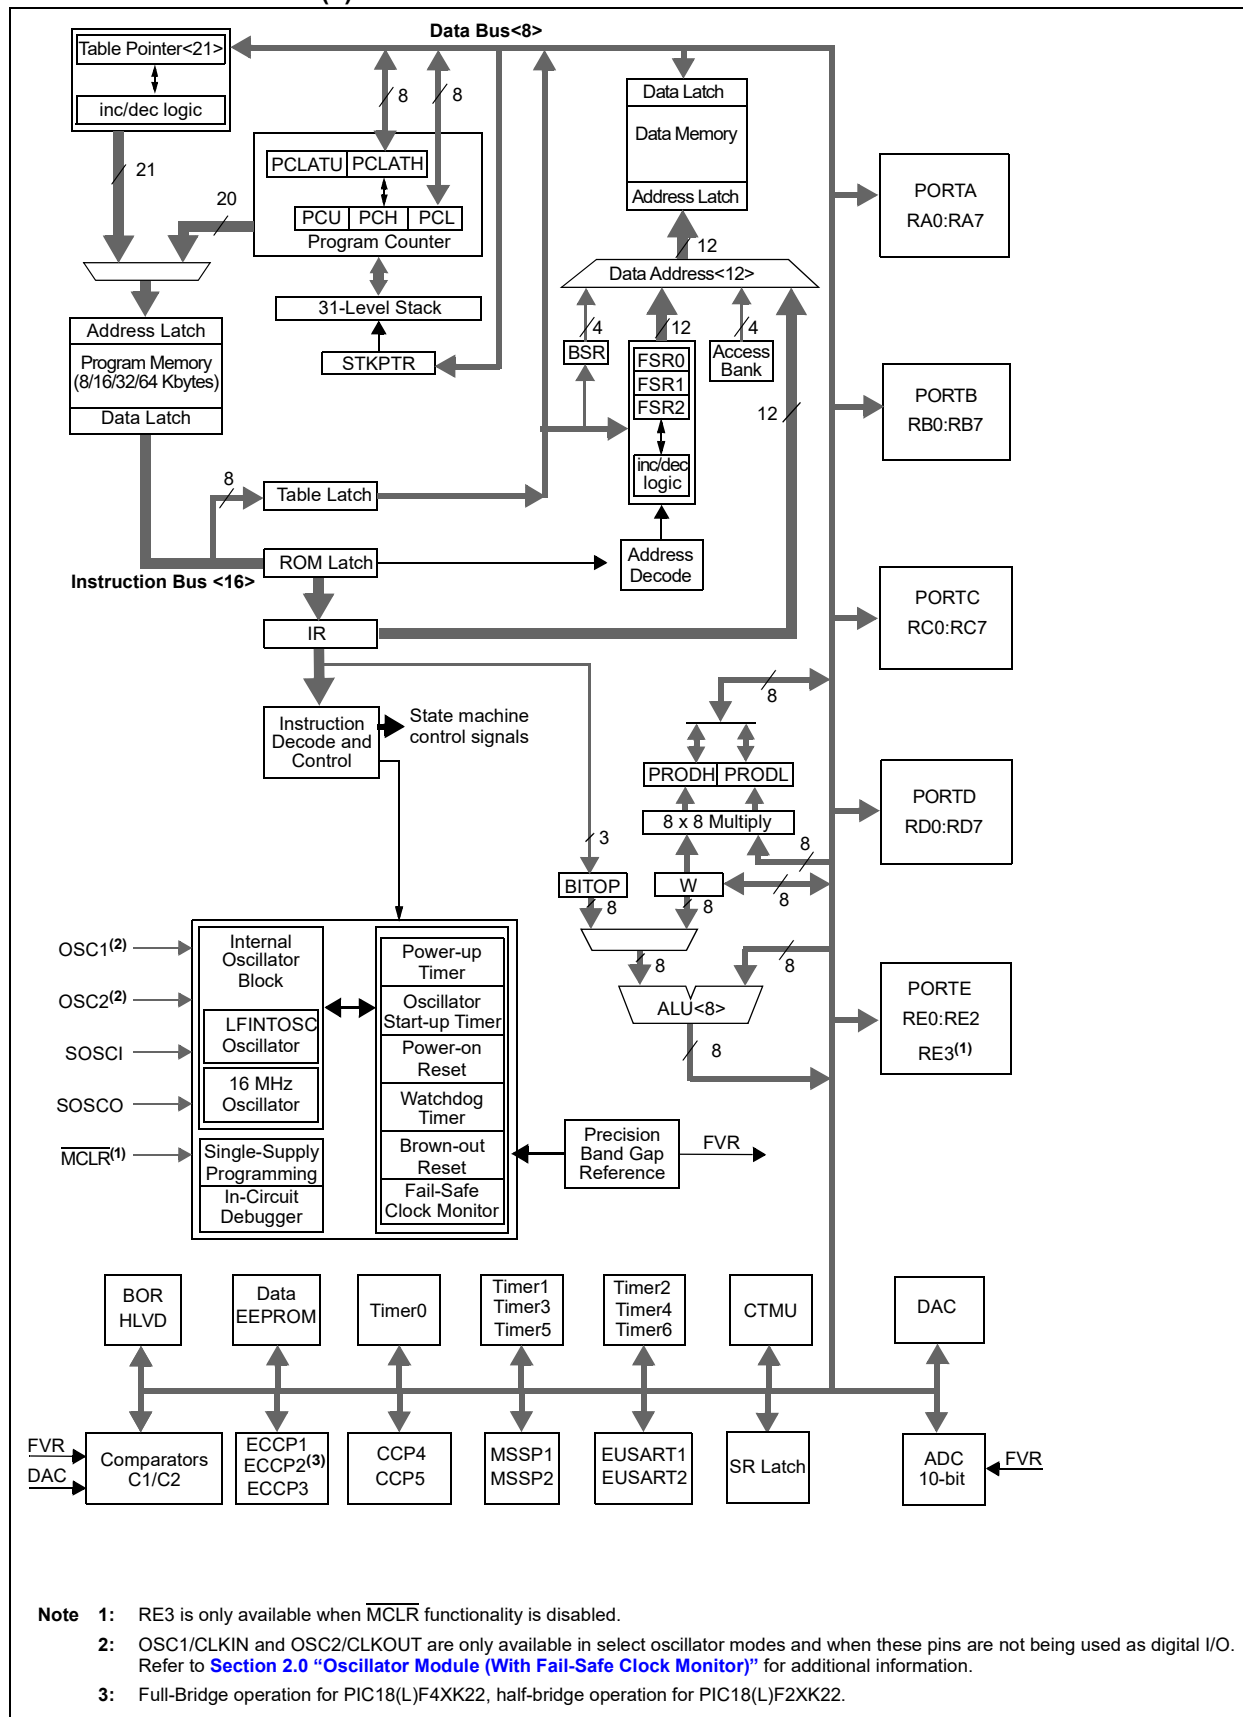 Data Bus<8>
Table Pointer<21>
inc/dec logic
21
20
8
8
PCLATU
PCLATH
PCU
PCH
PCL
Program Counter
31-Level Stack
STKPTR
Data Latch
Data Memory
Address Latch
12
Data Address<12>
4
12
4
BSR
FSR0
FSR1
FSR2
inc/dec
logic
Access
Bank
12
Address
Decode
Address Latch
Program Memory
(8/16/32/64 Kbytes)
Data Latch
8
Table Latch
ROM Latch
Instruction Bus <16>
IR
Instruction
Decode and
Control
State machine
control signals
8
PRODH
PRODL
8 x 8 Multiply
3
8
BITOP
W
8
8
8
8
8
ALU<8>
8
PORTA
RA0:RA7
PORTB
RB0:RB7
PORTC
RC0:RC7
PORTD
RD0:RD7
PORTE
RE0:RE2
RE3(1)
OSC1(2)
OSC2(2)
SOSCI
SOSCO
MCLR(1)
Internal
Oscillator
Block
LFINTOSC
Oscillator
16 MHz
Oscillator
Single-Supply
Programming
In-Circuit
Debugger
Power-up
Timer
Oscillator
Start-up Timer
Power-on
Reset
Watchdog
Timer
Brown-out
Reset
Fail-Safe
Clock Monitor
Precision
Band Gap
Reference
FVR
BOR
HLVD
Data
EEPROM
Timer0
Timer1
Timer3
Timer5
Timer2
Timer4
Timer6
CTMU
DAC
FVR
DAC
Comparators
C1/C2
ECCP1
ECCP2(3)
ECCP3
CCP4
CCP5
MSSP1
MSSP2
EUSART1
EUSART2
SR Latch
ADC
10-bit
FVR
Note 1: RE3 is only available when MCLR functionality is disabled.
2: OSC1/CLKIN and OSC2/CLKOUT are only available in select oscillator modes and when these pins are not being used as digital I/O.
Refer to Section 2.0 “Oscillator Module (With Fail-Safe Clock Monitor)” for additional information.
3: Full-Bridge operation for PIC18(L)F4XK22, half-bridge operation for PIC18(L)F2XK22.